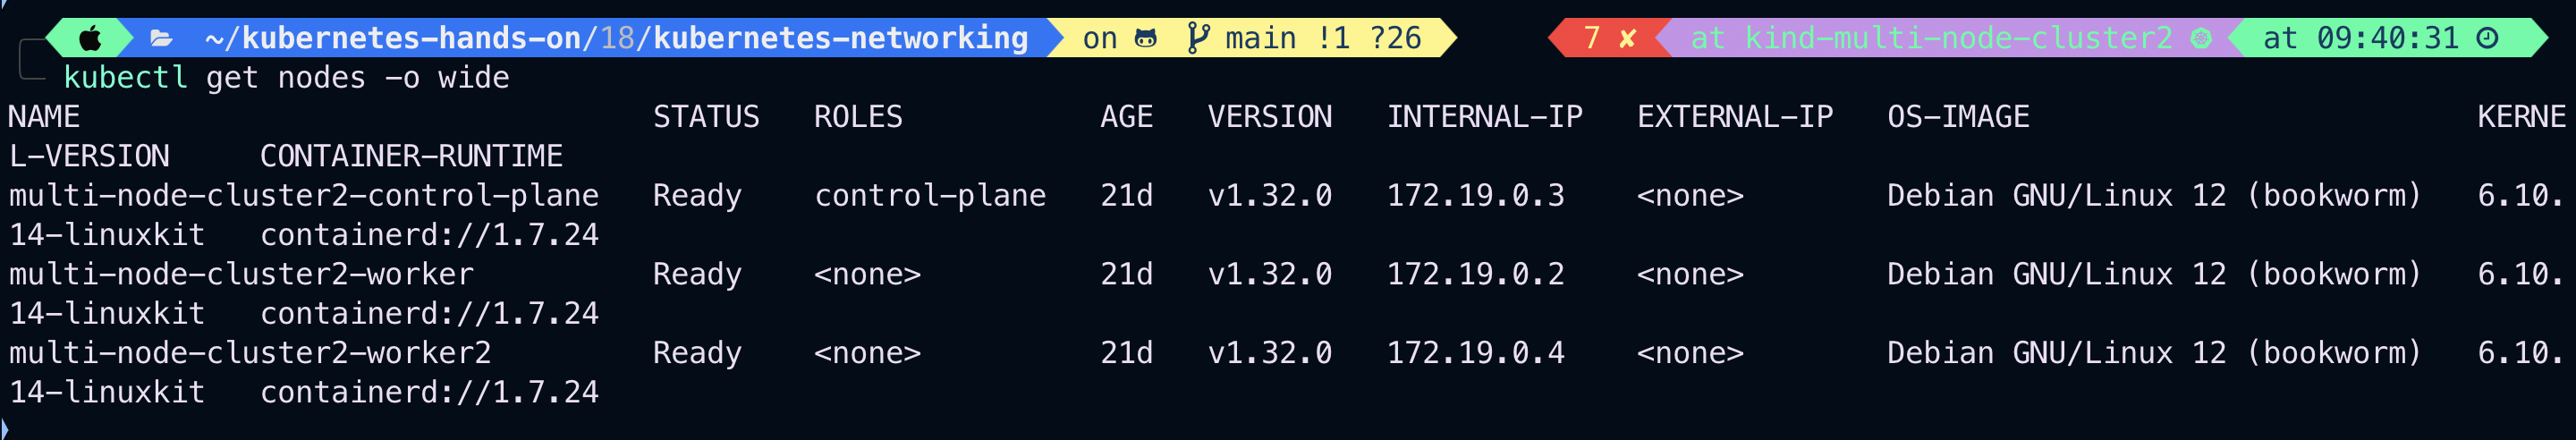 ~/kubernetes-hands-on/18/kubernetes-networking on main !1 ?26 7 ✘ at kind-multi-node-cluster2 at 09:40:31
kubectl get nodes -o wide
NAME STATUS ROLES AGE VERSION INTERNAL-IP EXTERNAL-IP OS-IMAGE KERNE
L-VERSION CONTAINER-RUNTIME
multi-node-cluster2-control-plane Ready control-plane 21d v1.32.0 172.19.0.3 <none> Debian GNU/Linux 12 (bookworm) 6.10.
14-linuxkit containerd://1.7.24
multi-node-cluster2-worker Ready <none> 21d v1.32.0 172.19.0.2 <none> Debian GNU/Linux 12 (bookworm) 6.10.
14-linuxkit containerd://1.7.24
multi-node-cluster2-worker2 Ready <none> 21d v1.32.0 172.19.0.4 <none> Debian GNU/Linux 12 (bookworm) 6.10.
14-linuxkit containerd://1.7.24